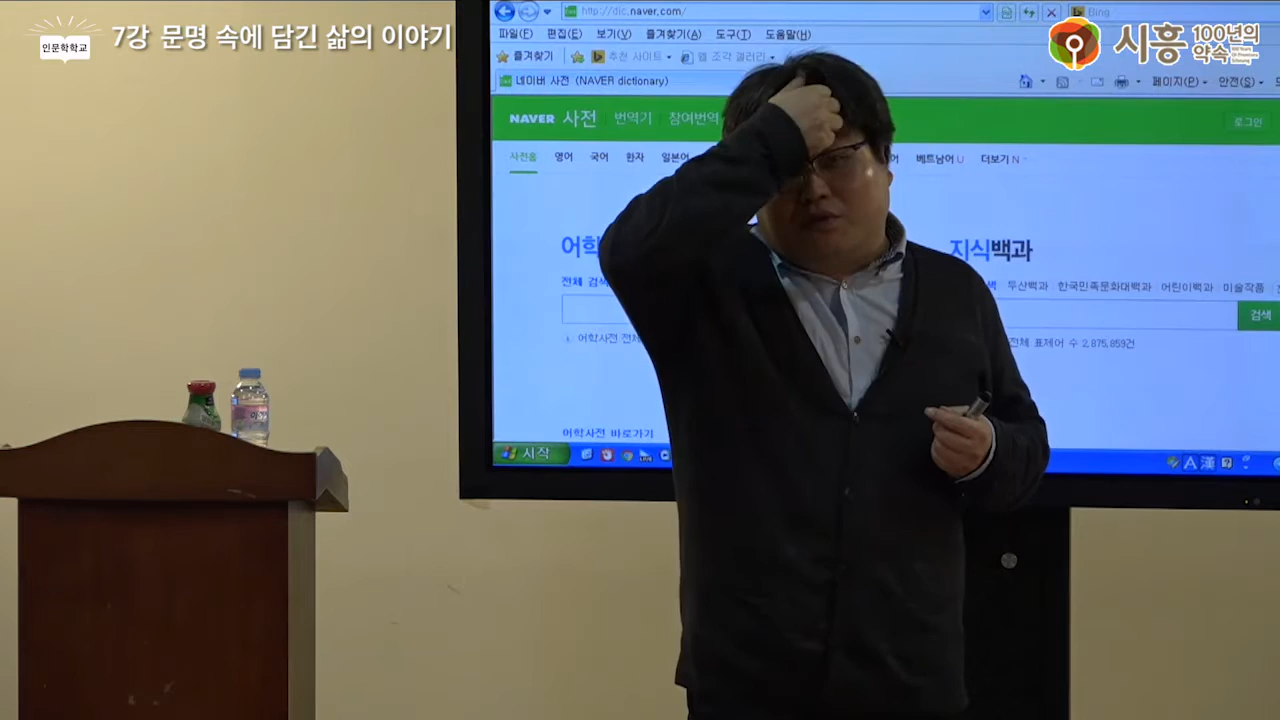 인문학학교
7강 문명 속에 담긴 삶의 이야기
시흥 100년의 약속
http://dic.naver.com/
Bing
파일(F) 편집(E) 보기(V) 즐겨찾기(A) 도구(T) 도움말(H)
즐겨찾기 추천 사이트 웹 조각 갤러리
네이버 사전 (NAVER dictionary)
페이지(P) 안전(S)
NAVER 사전 번역기 참여번역
로그인
사전홈 영어 국어 한자 일본어
어 베트남어 U 더보기 N
어학
지식백과
전체 검색
두산백과 한국민족문화대백과 어린이백과 미술작품
검색
어학사전 전체
전체 표제어 수 2,875,859건
어학사전 바로가기
시작
A 漢